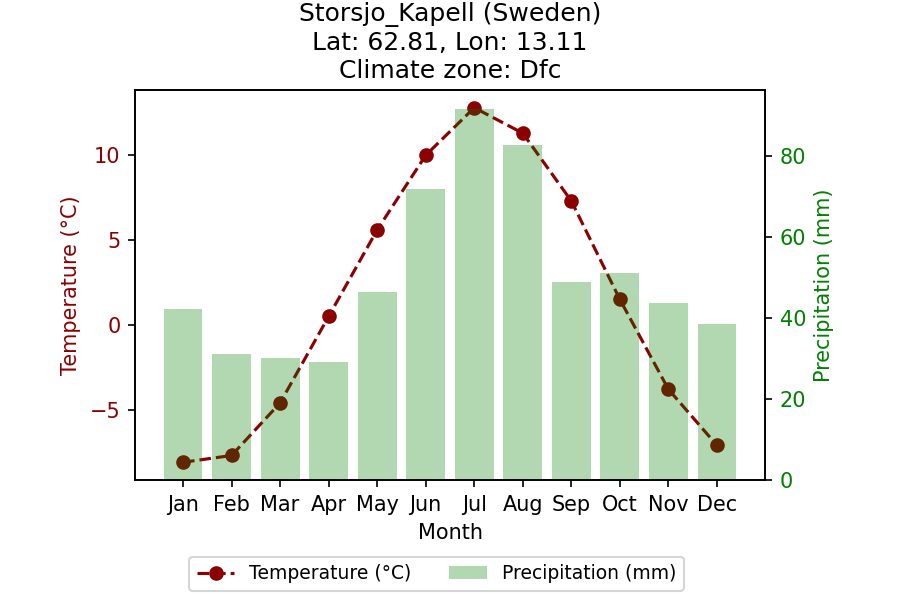 Storsjo_Kapell (Sweden)
Lat: 62.81, Lon: 13.11
Climate zone: Dfc
10
5
0
−5
Temperature (°C)
80
60
40
20
0
Precipitation (mm)
Jan Feb Mar Apr May Jun Jul Aug Sep Oct Nov Dec
Month
Temperature (°C) Precipitation (mm)